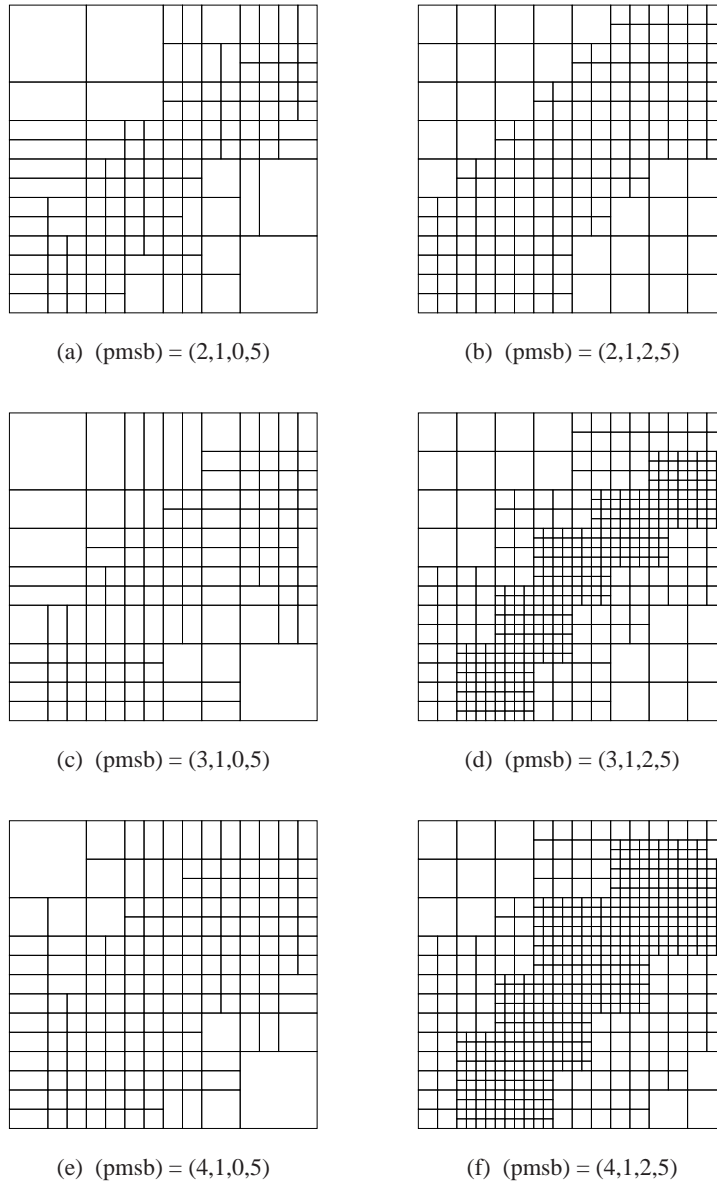 (a) (pmsb) = (2,1,0,5)
(b) (pmsb) = (2,1,2,5)
(c) (pmsb) = (3,1,0,5)
(d) (pmsb) = (3,1,2,5)
(e) (pmsb) = (4,1,0,5)
(f) (pmsb) = (4,1,2,5)